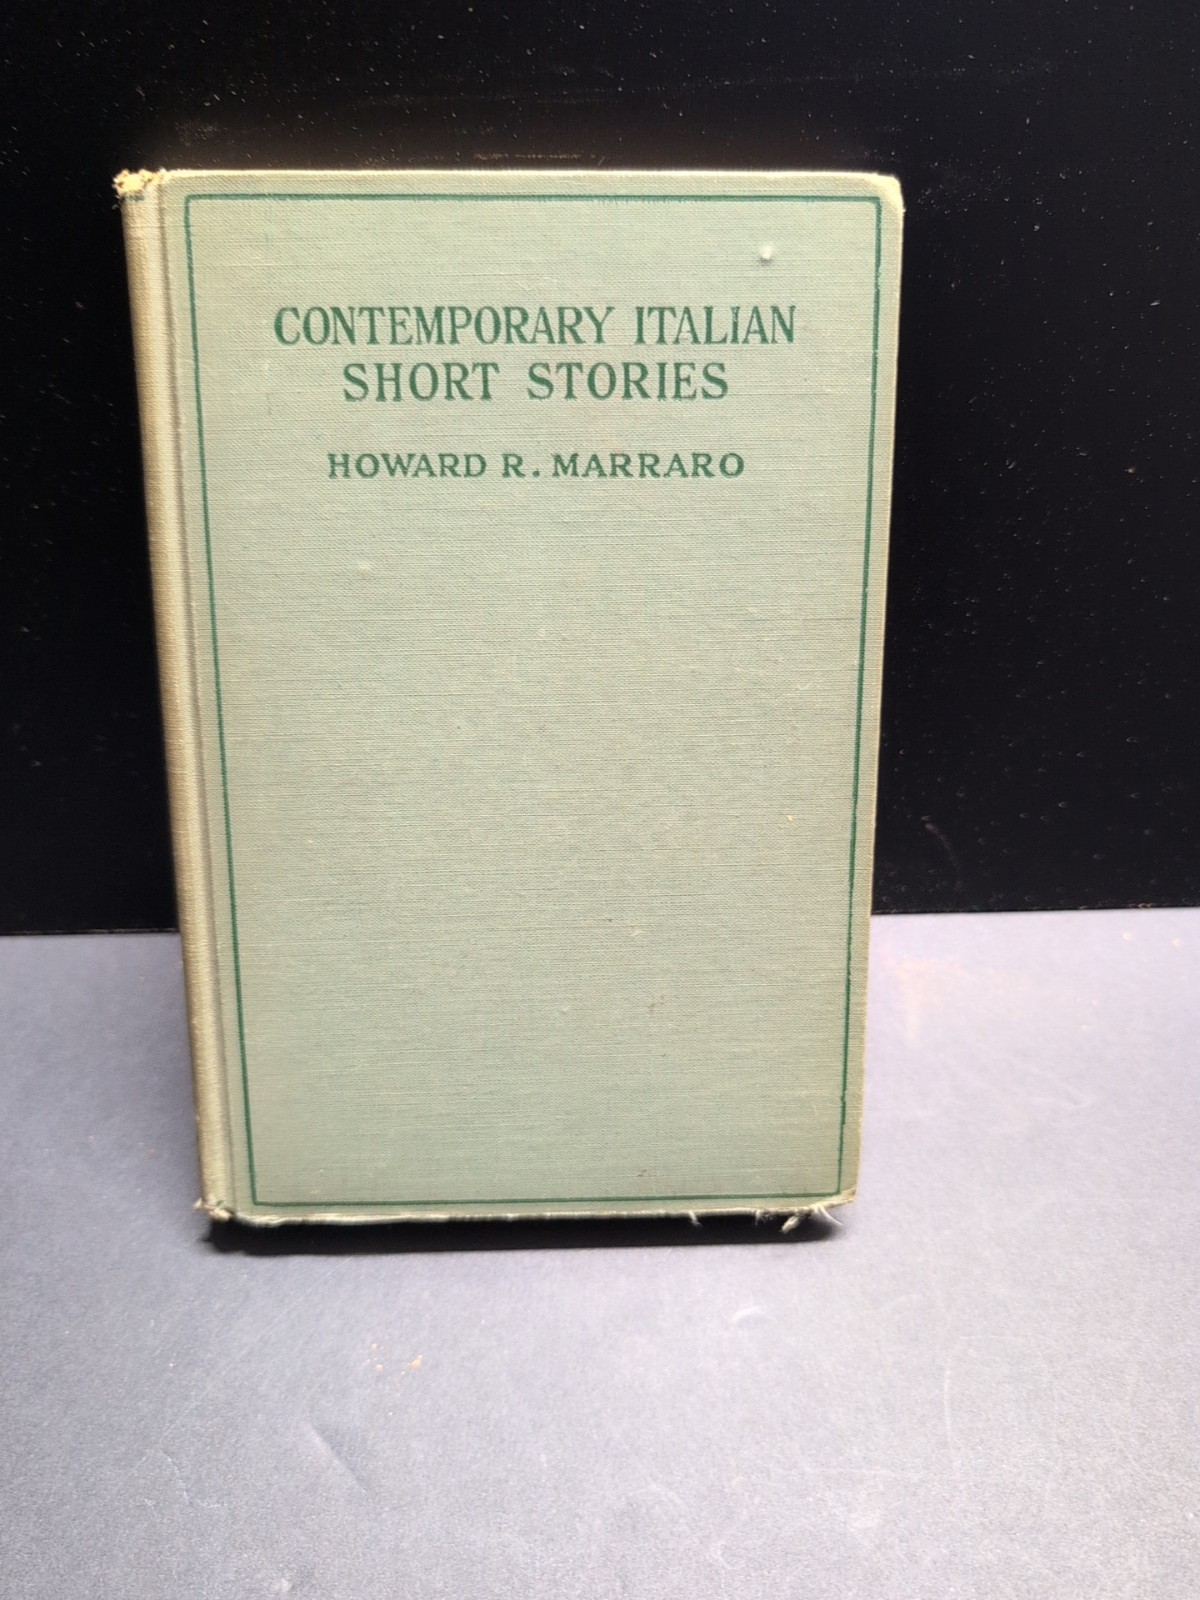 CONTEMPORARY ITALIAN
SHORT STORIES
HOWARD R. MARRARO